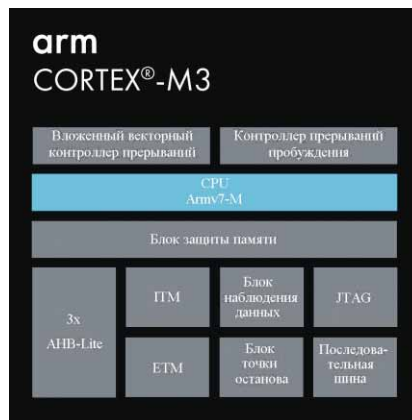 arm
CORTEX®-M3
Вложенный векторный
контроллер прерываний
Контроллер прерываний
пробуждения
CPU
Armv7-M
Блок защиты памяти
3x
AHB-Lite
ITM
Блок
наблюдения
данных
JTAG
ETM
Блок
точки
останова
Последова-
тельная
шина